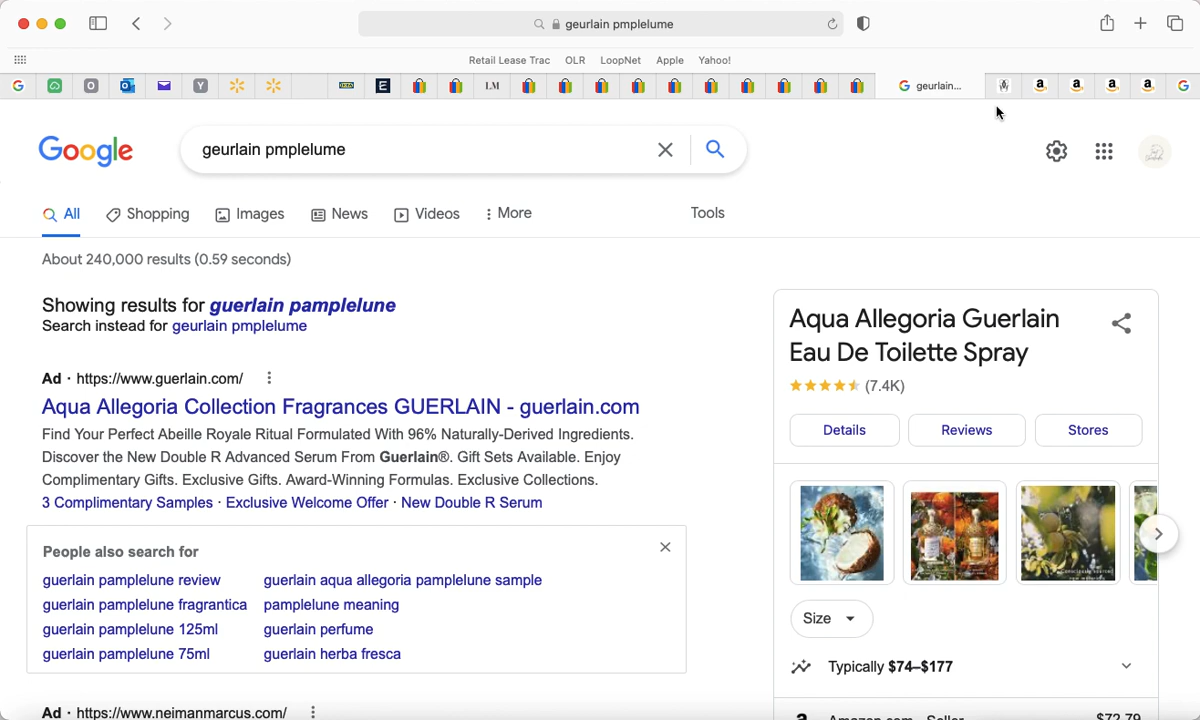 geurlain pmplelume
Retail Lease Trac OLR LoopNet Apple Yahoo!
geurlain...
Google
geurlain pmplelume
All Shopping Images News Videos More Tools
About 240,000 results (0.59 seconds)
Showing results for guerlain pamplelune
Search instead for geurlain pmplelume
Ad · https://www.guerlain.com/
Aqua Allegoria Collection Fragrances GUERLAIN - guerlain.com
Find Your Perfect Abeille Royale Ritual Formulated With 96% Naturally-Derived Ingredients.
Discover the New Double R Advanced Serum From Guerlain®. Gift Sets Available. Enjoy
Complimentary Gifts. Exclusive Gifts. Award-Winning Formulas. Exclusive Collections.
3 Complimentary Samples · Exclusive Welcome Offer · New Double R Serum
People also search for
guerlain pamplelune review guerlain aqua allegoria pamplelune sample
guerlain pamplelune fragrantica pamplelune meaning
guerlain pamplelune 125ml guerlain perfume
guerlain pamplelune 75ml guerlain herba fresca
Ad · https://www.neimanmarcus.com/
Aqua Allegoria Guerlain
Eau De Toilette Spray
(7.4K)
Details Reviews Stores
Size
Typically $74–$177
Amazon.com - Seller $72.79